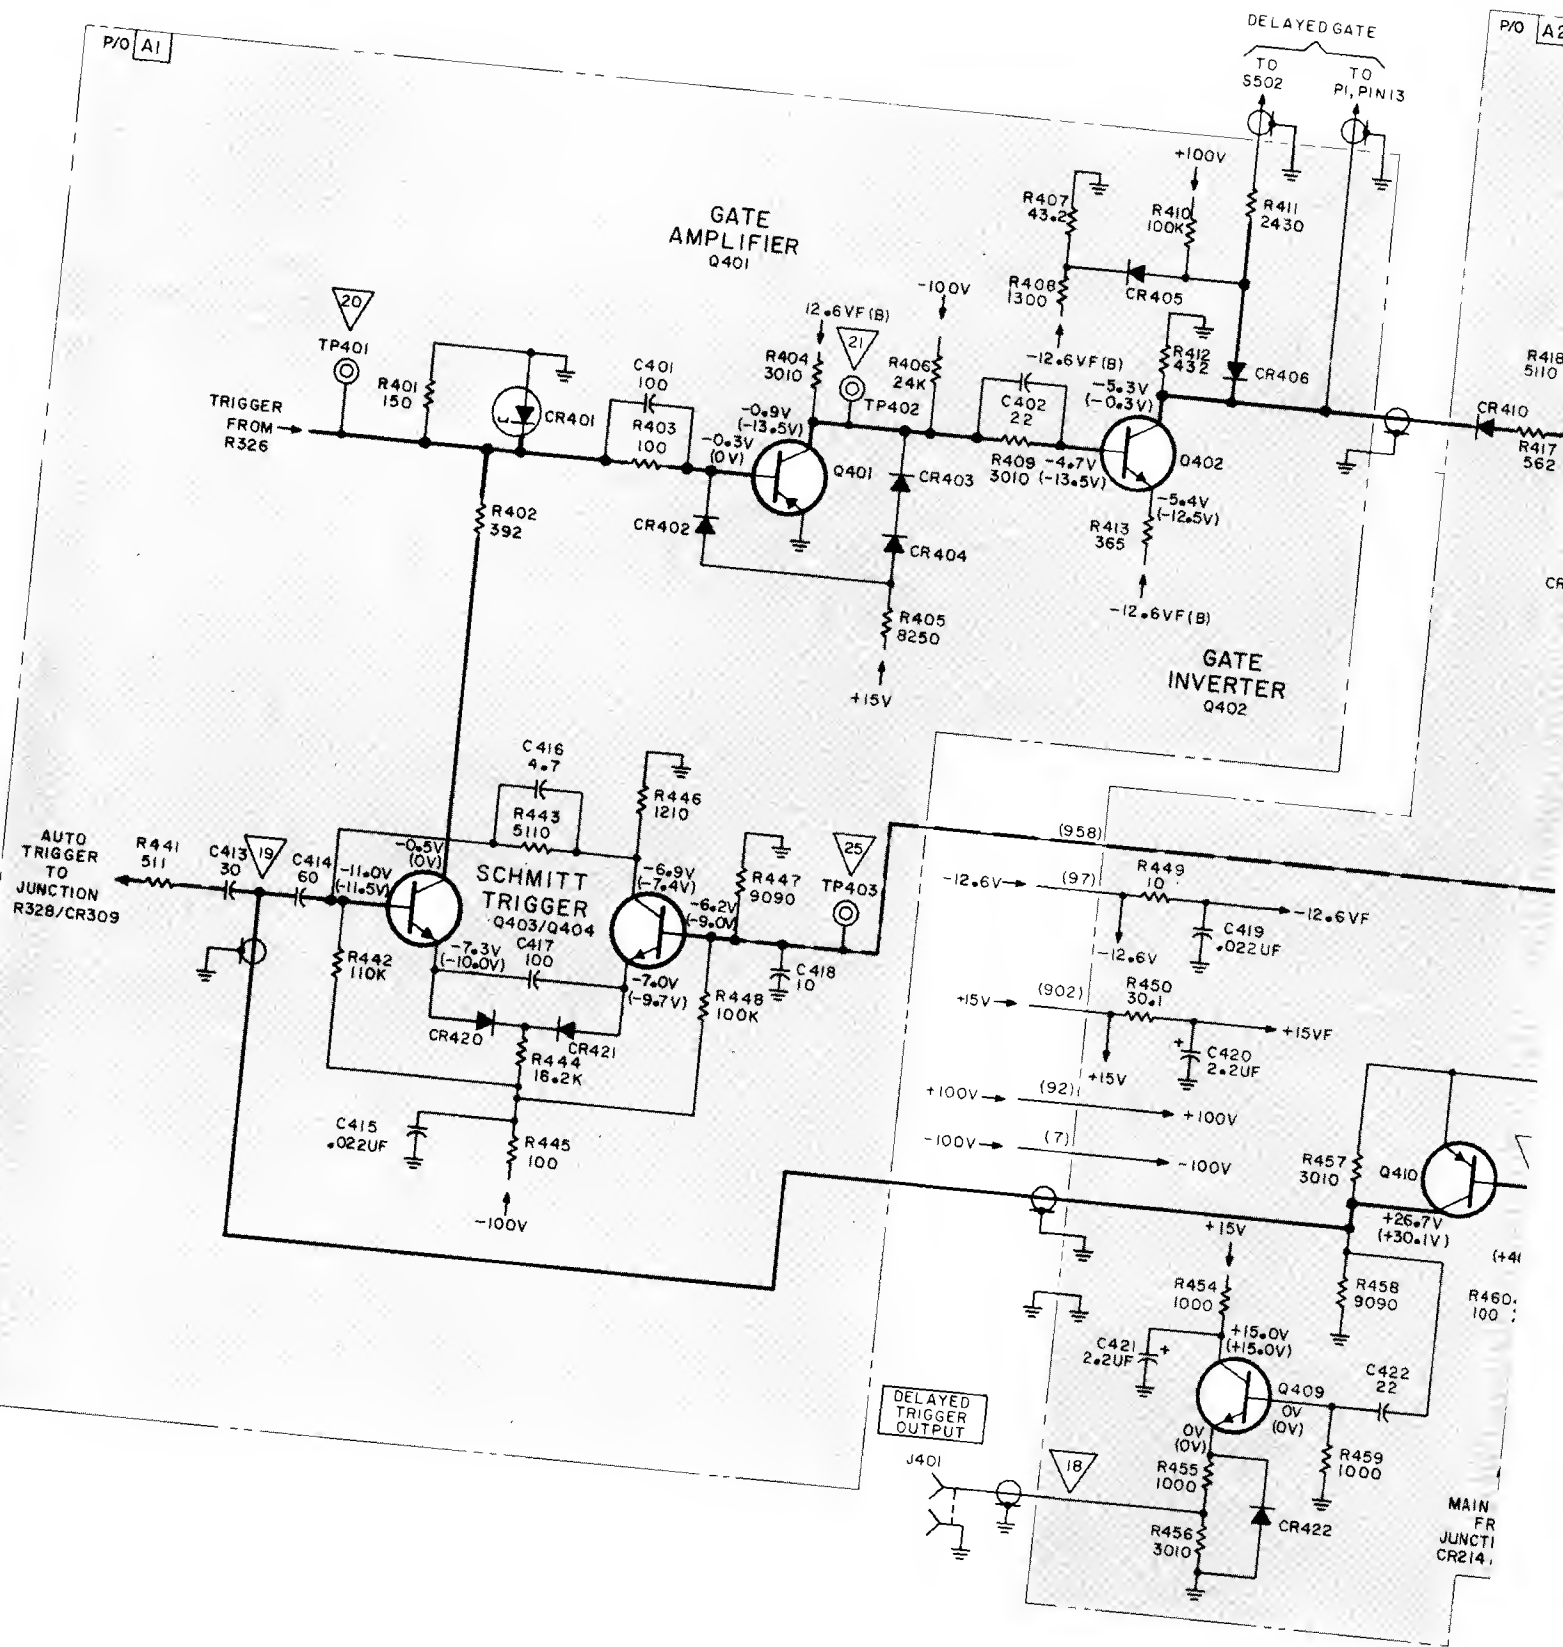 P/O A1
DELAYED GATE
TO
S502
TO
P1, PIN 13
P/O A2
GATE
AMPLIFIER
Q401
+100V
R407
43.2
R410
100K
R411
2430
20
TP401
R401
150
TRIGGER
FROM
R326
CR401
C401
100
R403
100
12.6VF(B)
R404
3010
21
TP402
-0.9V
(-13.5V)
-0.3V
(0V)
Q401
-100V
R406
24K
R408
1300
CR405
-12.6VF(B)
R412
432
CR406
C402
22
-5.3V
(-0.3V)
R409
3010
-4.7V
(-13.5V)
Q402
-5.4V
(-12.5V)
R413
365
-12.6VF(B)
R418
5110
CR410
R417
562
CR
R402
392
CR402
CR403
CR404
R405
8250
+15V
GATE
INVERTER
Q402
C416
4.7
R443
5110
R446
1210
AUTO
TRIGGER
TO
JUNCTION
R328/CR309
R441
511
C413
30
19
C414
60
-11.0V
(-11.5V)
-0.5V
(0V)
SCHMITT
TRIGGER
Q403/Q404
-6.9V
(-7.4V)
R447
9090
25
TP403
-6.2V
(-9.0V)
R442
110K
-7.3V
(-10.0V)
C417
100
-7.0V
(-9.7V)
R448
100K
C418
10
CR420
CR421
R444
16.2K
C415
.022UF
R445
100
-100V
(958)
-12.6V
(97)
R449
10
-12.6VF
C419
.022UF
-12.6V
+15V
(902)
R450
30.1
+15VF
+
C420
2.2UF
+15V
+100V
(92)
+100V
-100V
(7)
-100V
R457
3010
Q410
+26.7V
(+30.1V)
(+4
+15V
R454
1000
R458
9090
R460
100
C421
2.2UF
+
+15.0V
(+15.0V)
Q409
0V
(0V)
C422
22
0V
(0V)
R459
1000
DELAYED
TRIGGER
OUTPUT
J401
18
R455
1000
R456
3010
CR422
MAIN
FR
JUNCTI
CR214